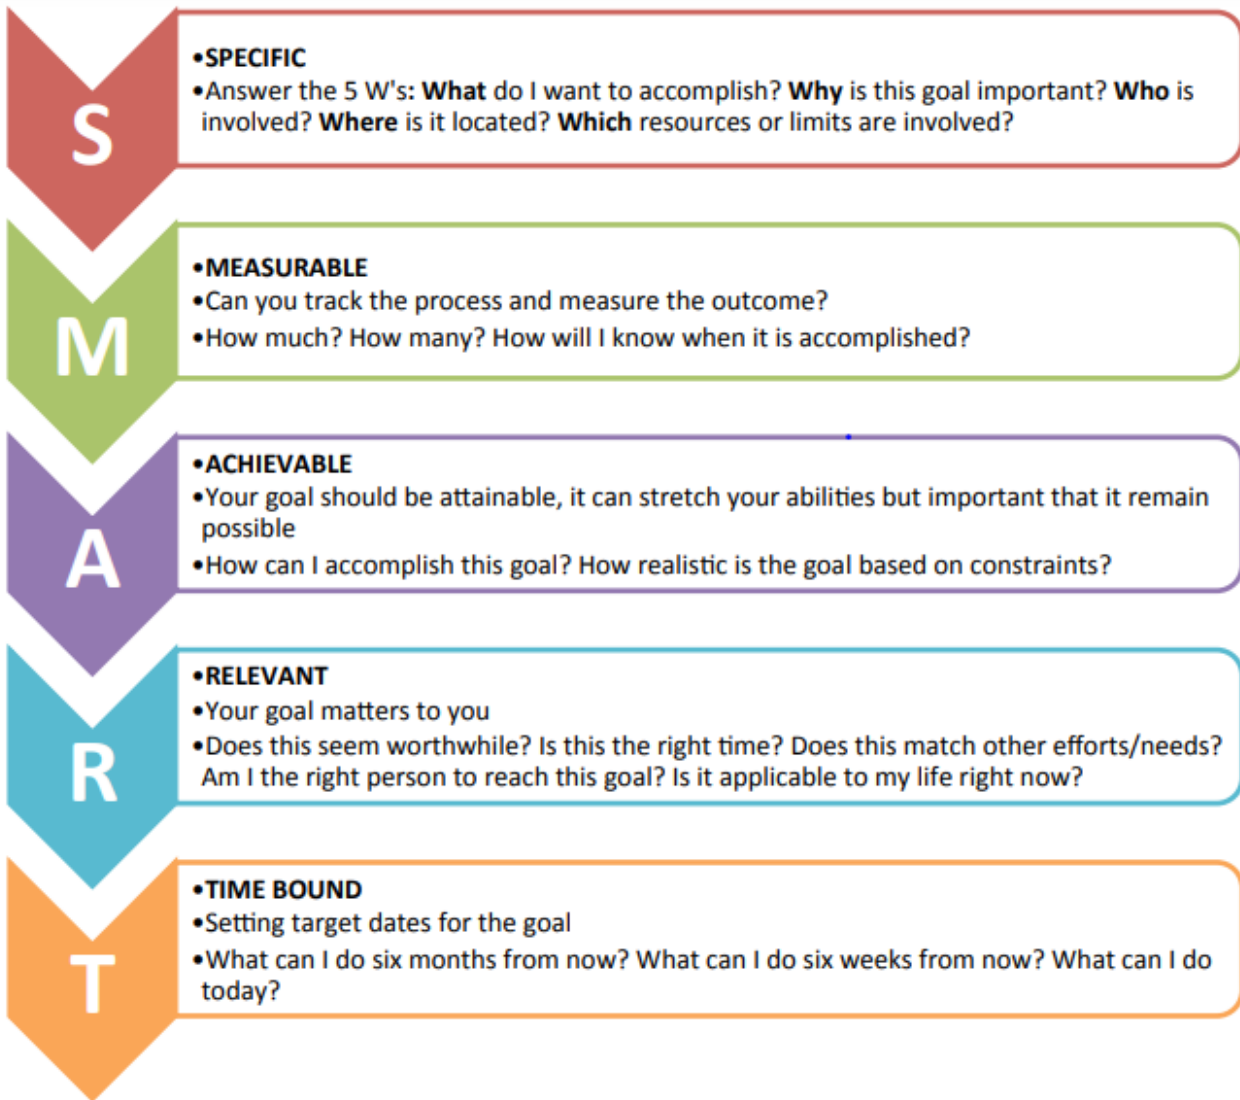 S
•SPECIFIC
•Answer the 5 W's: What do I want to accomplish? Why is this goal important? Who is
involved? Where is it located? Which resources or limits are involved?
M
•MEASURABLE
•Can you track the process and measure the outcome?
•How much? How many? How will I know when it is accomplished?
A
•ACHIEVABLE
•Your goal should be attainable, it can stretch your abilities but important that it remain
possible
•How can I accomplish this goal? How realistic is the goal based on constraints?
R
•RELEVANT
•Your goal matters to you
•Does this seem worthwhile? Is this the right time? Does this match other efforts/needs?
Am I the right person to reach this goal? Is it applicable to my life right now?
T
•TIME BOUND
•Setting target dates for the goal
•What can I do six months from now? What can I do six weeks from now? What can I do
today?